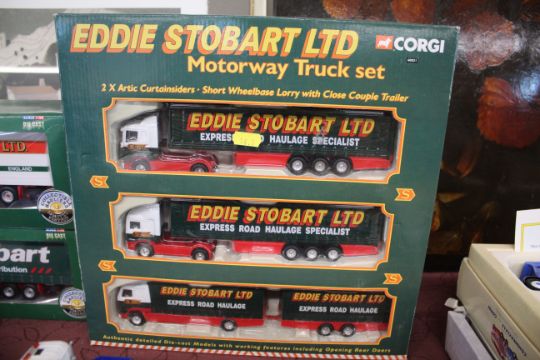 EDDIE STOBART LTD
CORGI
Motorway Truck set
2 X Artic Curtainsiders · Short Wheelbase Lorry with Close Couple Trailer
EDDIE STOBART LTD
EXPRESS ROAD HAULAGE SPECIALIST
EDDIE STOBART LTD
EXPRESS ROAD HAULAGE SPECIALIST
EDDIE STOBART LTD
EXPRESS ROAD HAULAGE
EDDIE STOBART LTD
EXPRESS ROAD HAULAGE
Authentic detailed Die-cast Models with working features including Opening Rear Doors
DIE CAST
LTD.
ENGLAND
obart
tribution